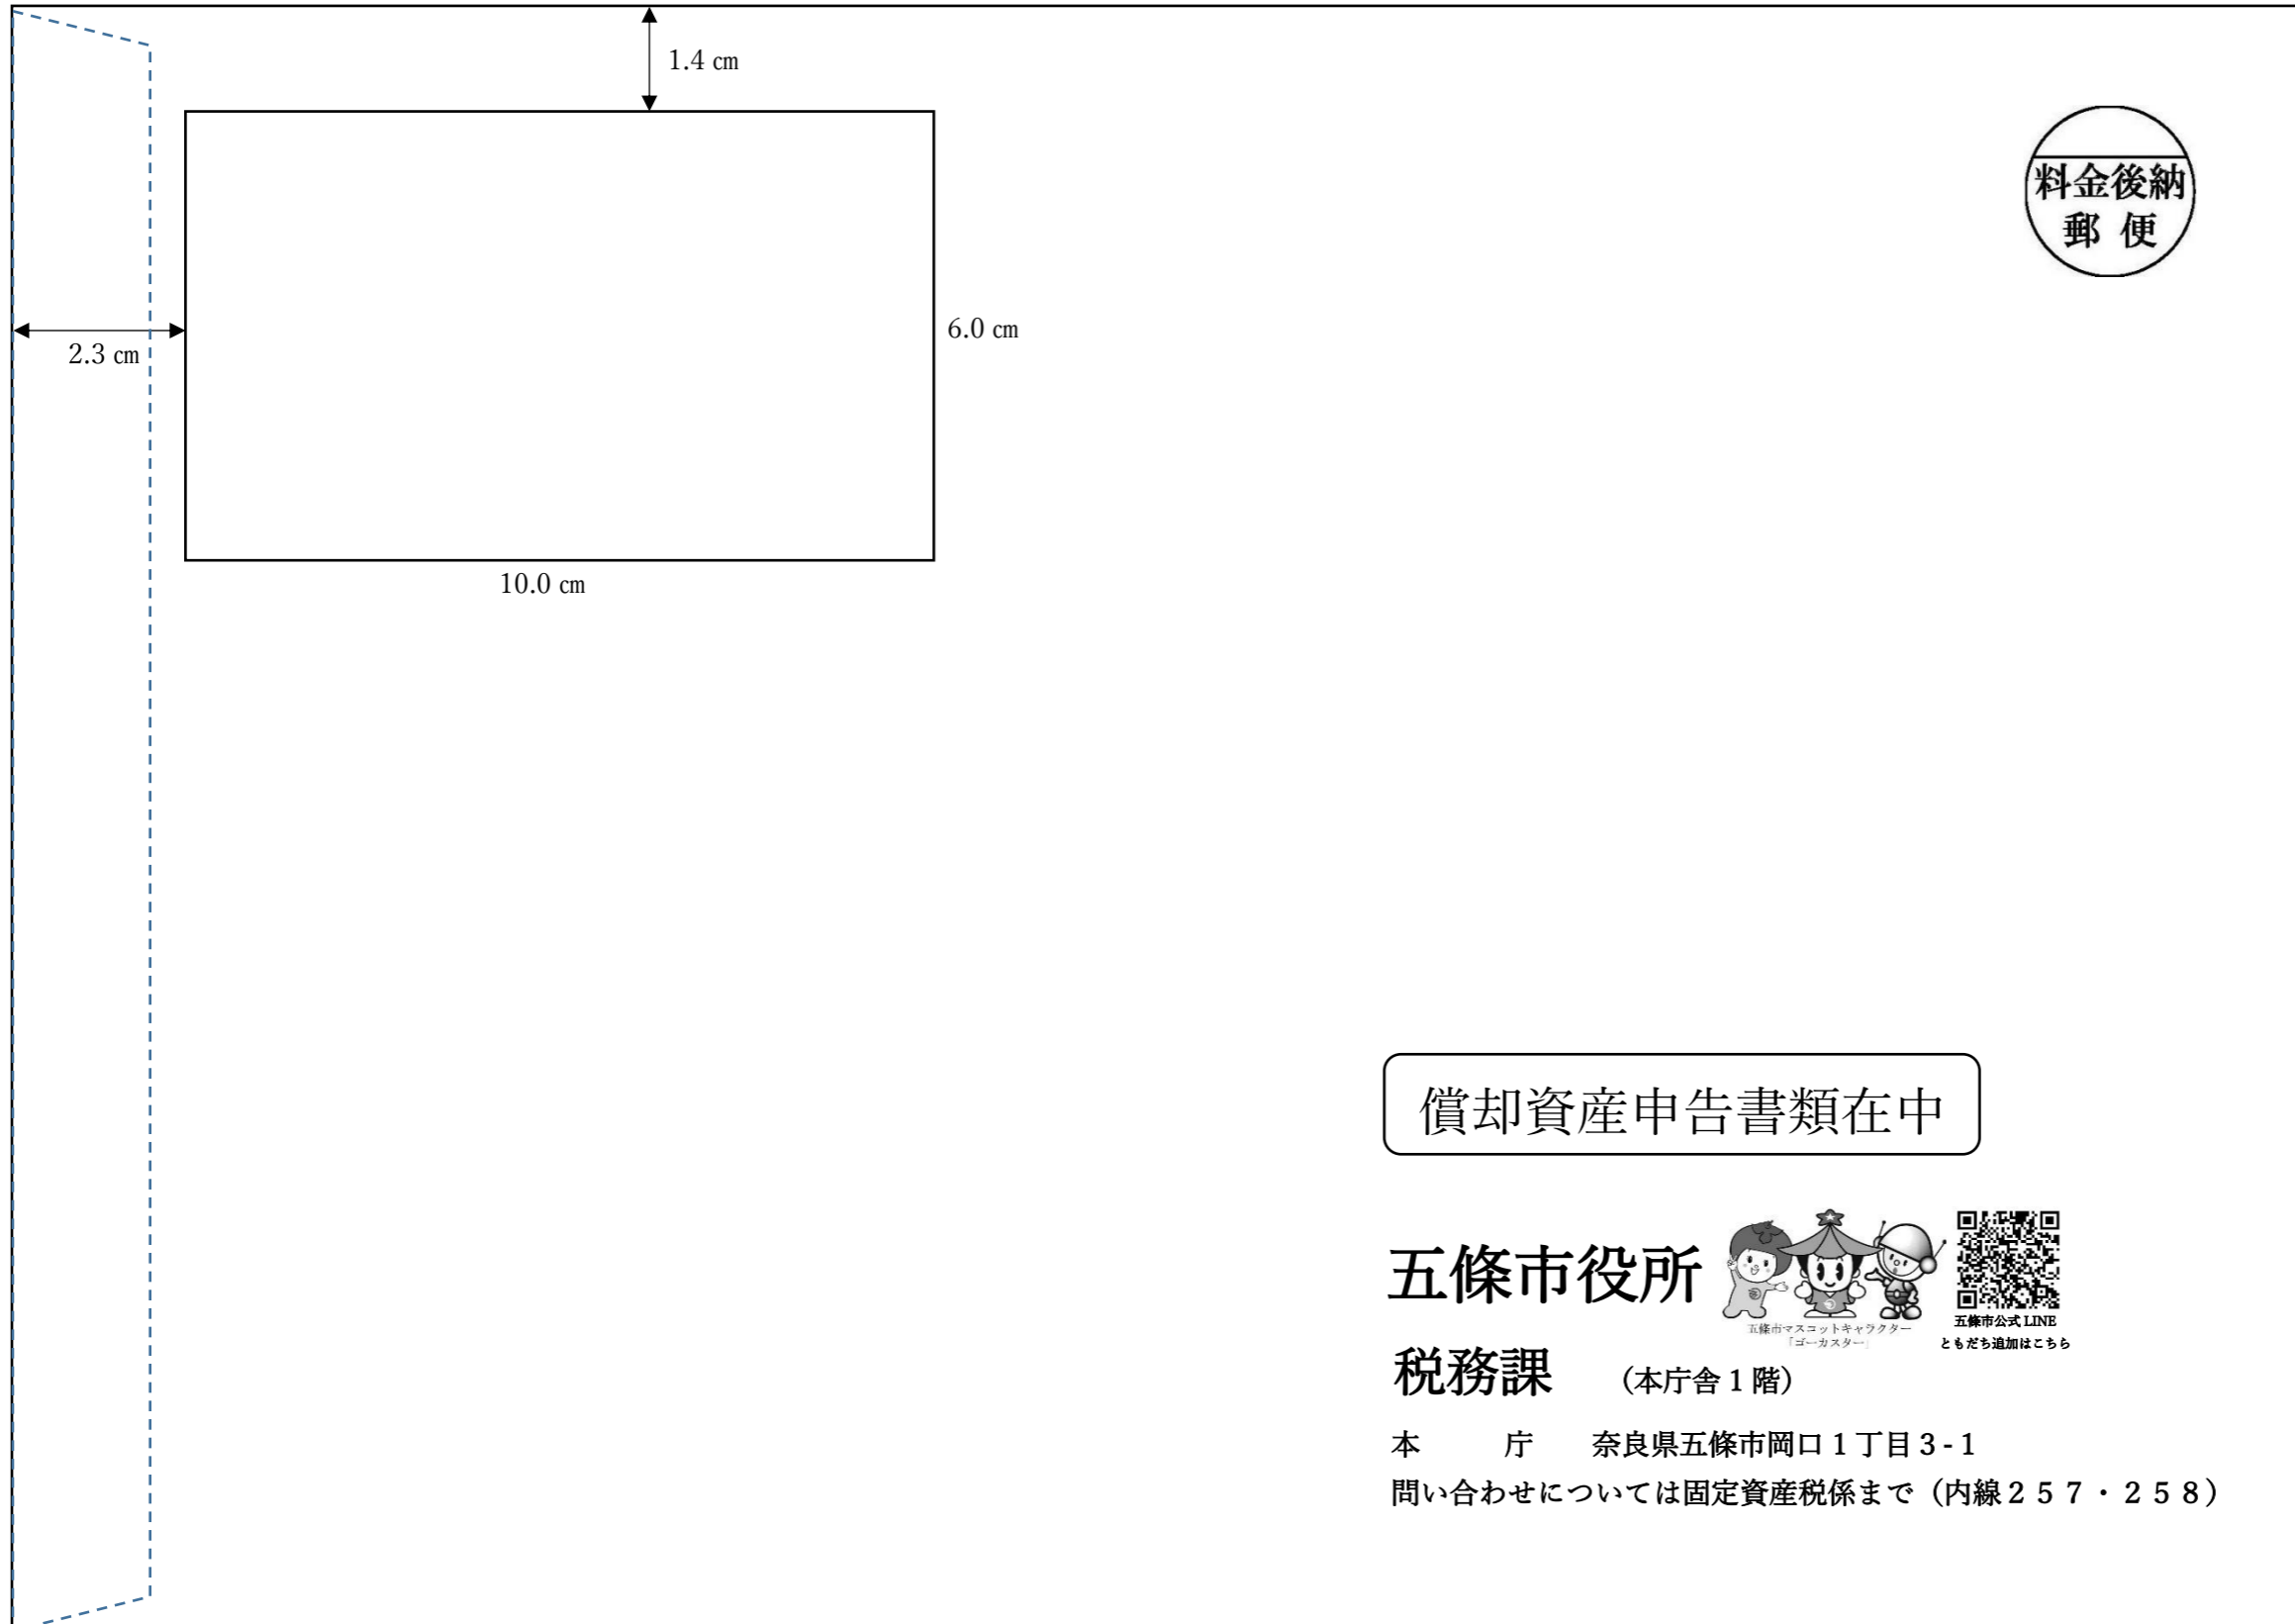 1.4 ㎝
料金後納
郵 便
6.0 ㎝
2.3 ㎝
10.0 ㎝
償却資産申告書類在中
五條市役所
五條市マスコットキャラクター
「ゴーカスター」
五條市公式 LINE
ともだち追加はこちら
税務課 （本庁舎１階）
本 庁 奈良県五條市岡口１丁目３-１
問い合わせについては固定資産税係まで（内線２５７・２５８）